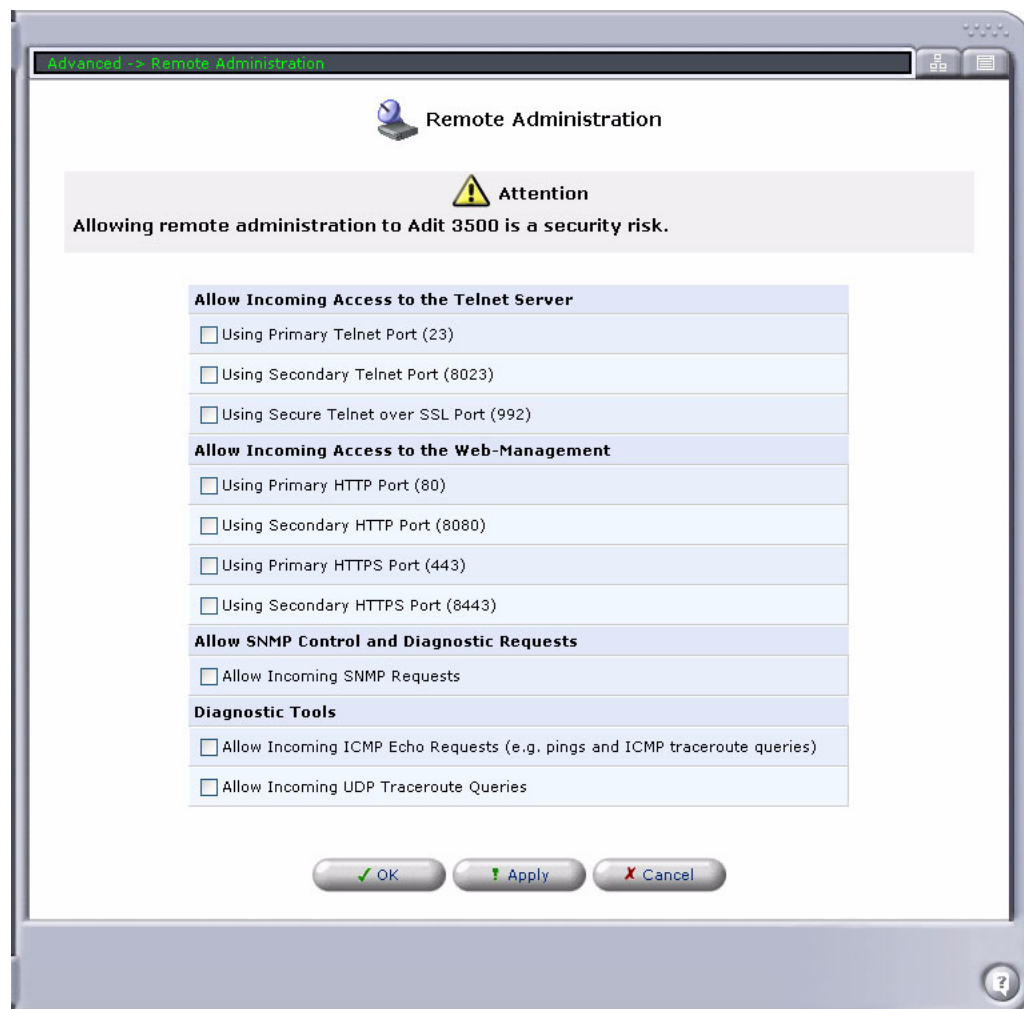 Advanced -> Remote Administration
Remote Administration
Attention
Allowing remote administration to Adit 3500 is a security risk.
Allow Incoming Access to the Telnet Server
Using Primary Telnet Port (23)
Using Secondary Telnet Port (8023)
Using Secure Telnet over SSL Port (992)
Allow Incoming Access to the Web-Management
Using Primary HTTP Port (80)
Using Secondary HTTP Port (8080)
Using Primary HTTPS Port (443)
Using Secondary HTTPS Port (8443)
Allow SNMP Control and Diagnostic Requests
Allow Incoming SNMP Requests
Diagnostic Tools
Allow Incoming ICMP Echo Requests (e.g. pings and ICMP traceroute queries)
Allow Incoming UDP Traceroute Queries
OK
Apply
Cancel